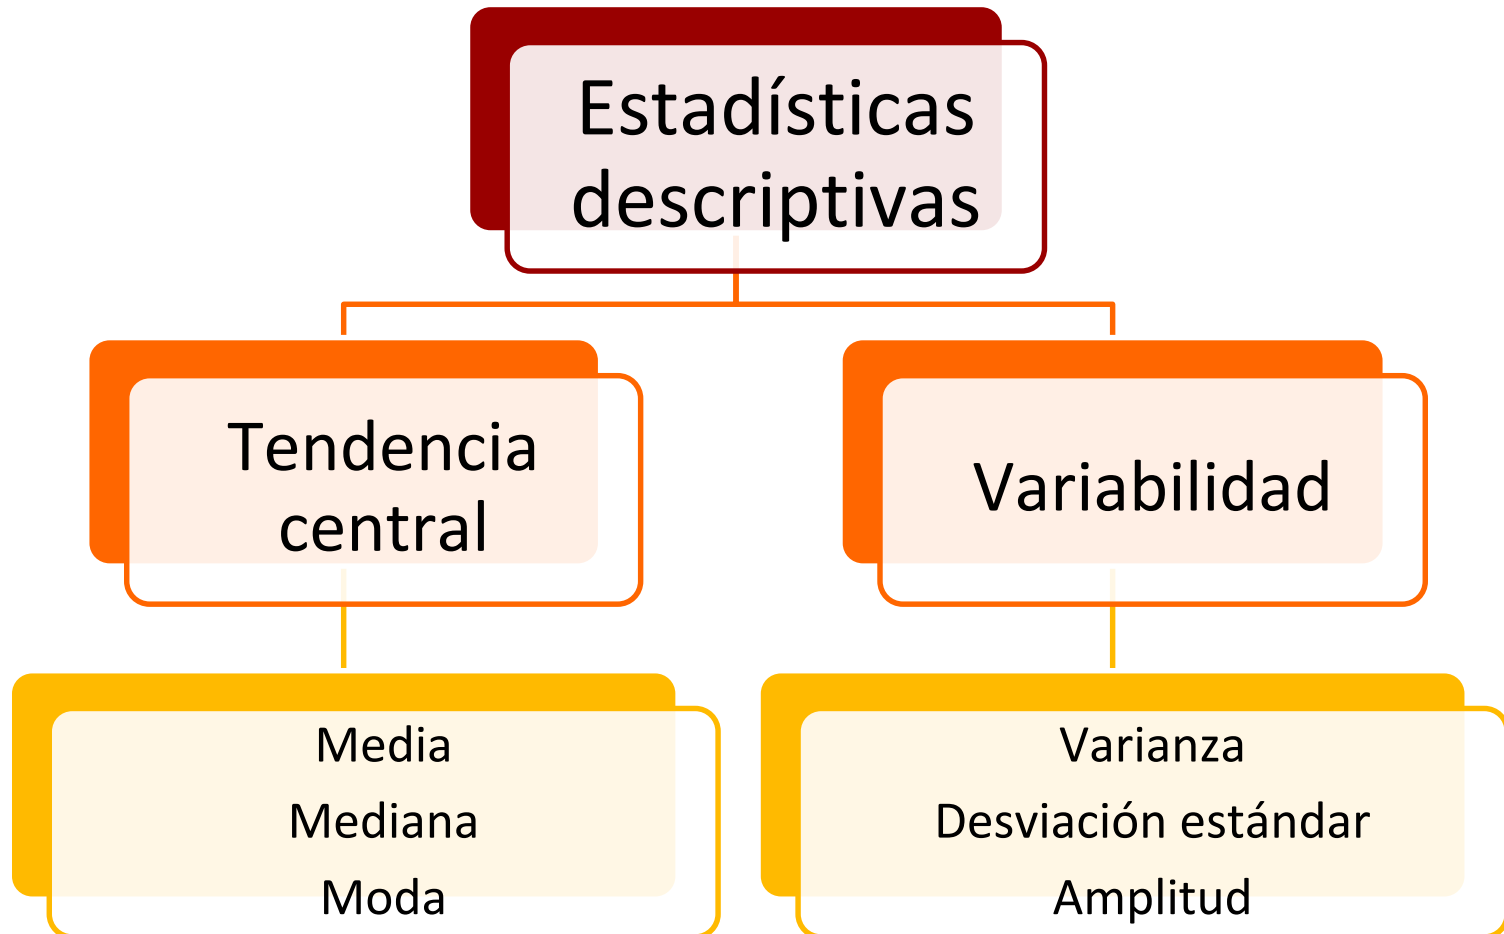 Estadísticas
descriptivas
Tendencia
central
Variabilidad
Media
Mediana
Moda
Varianza
Desviación estándar
Amplitud